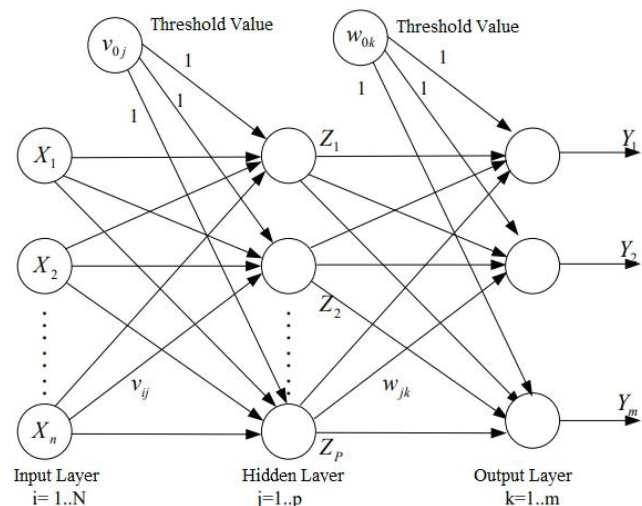 Threshold Value
Threshold Value
v0j
w0k
1
1
1
1
1
1
X1
Z1
Y1
X2
Z2
Y2
vij
wjk
Xn
ZP
Ym
Input Layer
i= 1..N
Hidden Layer
j=1..p
Output Layer
k=1..m